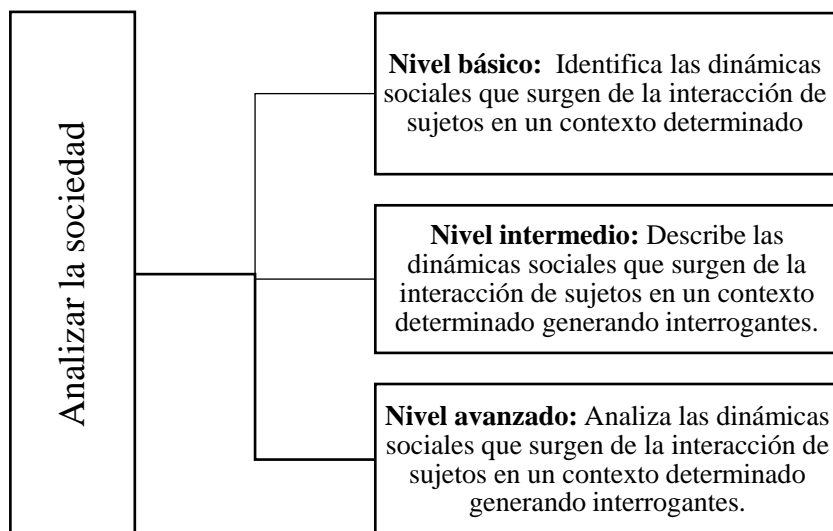 Analizar la sociedad
Nivel básico: Identifica las dinámicas
sociales que surgen de la interacción de
sujetos en un contexto determinado
Nivel intermedio: Describe las
dinámicas sociales que surgen de la
interacción de sujetos en un contexto
determinado generando interrogantes.
Nivel avanzado: Analiza las dinámicas
sociales que surgen de la interacción de
sujetos en un contexto determinado
generando interrogantes.